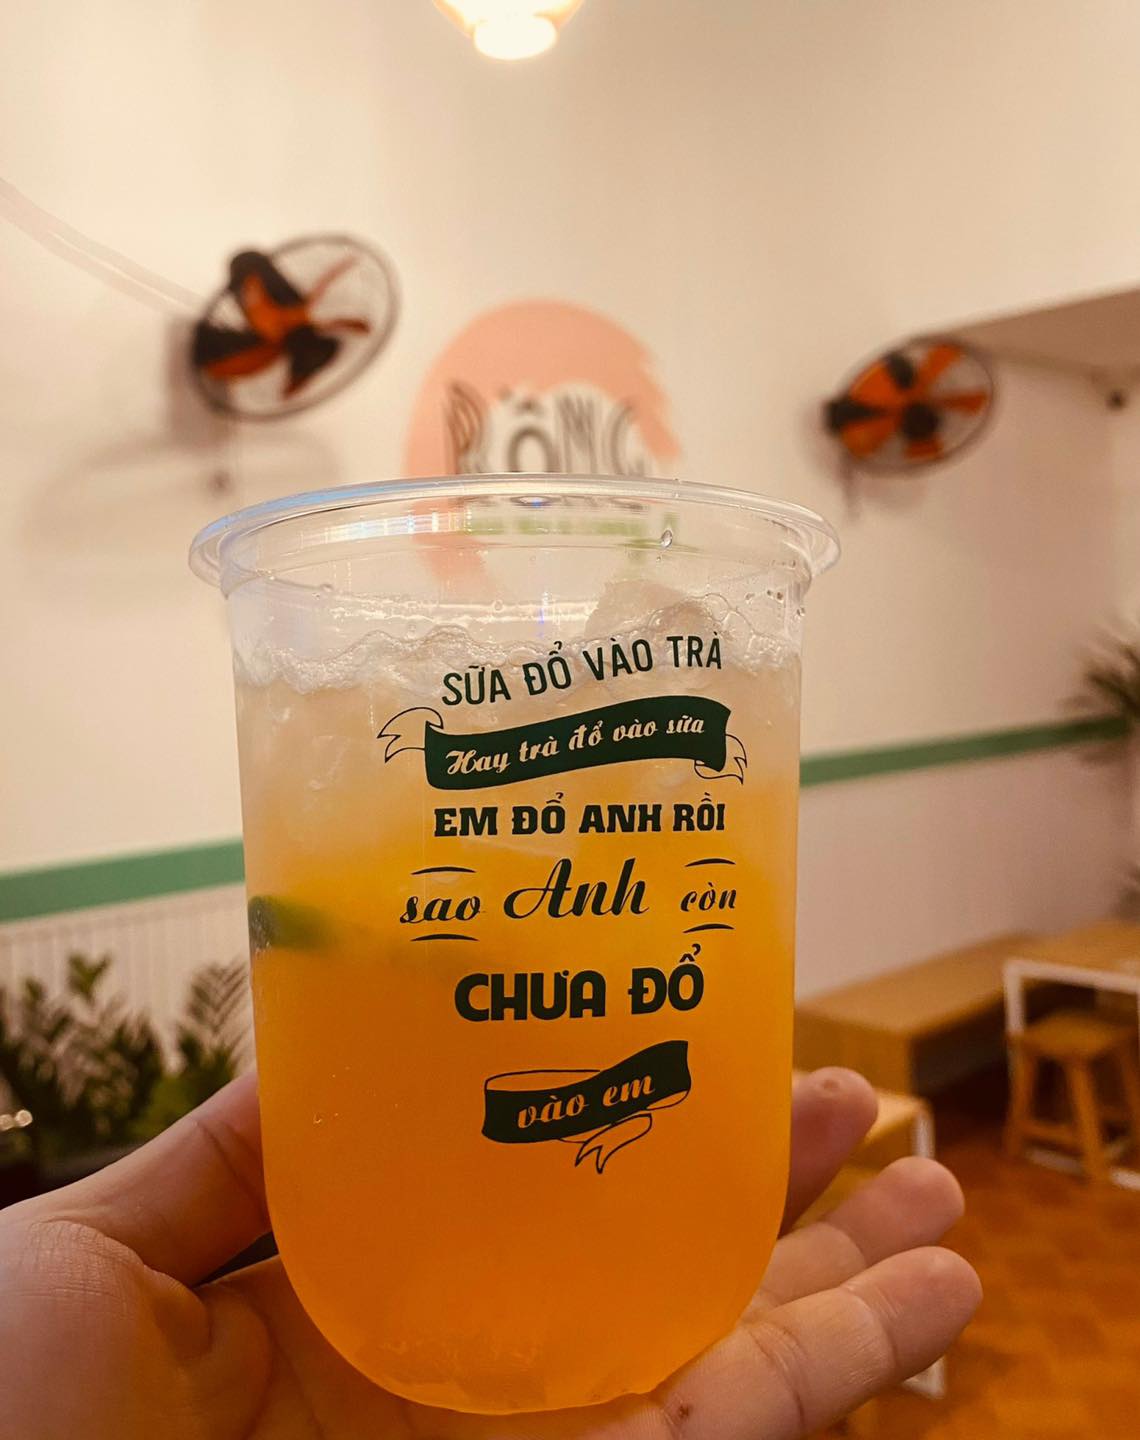 SỮA ĐỔ VÀO TRÀ
Hay trà đổ vào sữa
EM ĐỔ ANH RỒI
sao Anh còn
CHƯA ĐỔ
vào em